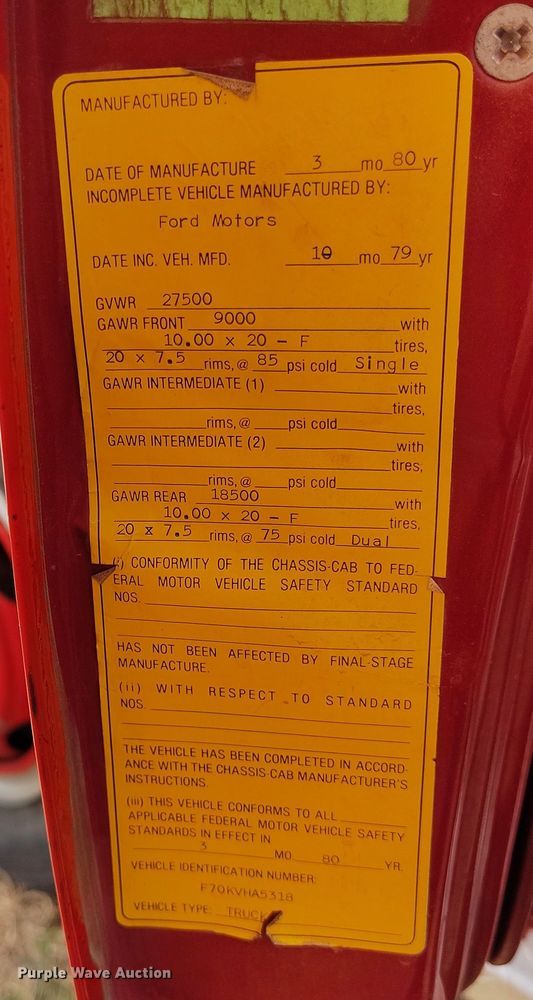 MANUFACTURED BY:
DATE OF MANUFACTURE 3 mo 80 yr
INCOMPLETE VEHICLE MANUFACTURED BY:
Ford Motors
DATE INC. VEH. MFD. 10 mo 79 yr
GVWR 27500
GAWR FRONT 9000 with
10.00 x 20 - F tires,
20 x 7.5 rims, @ 85 psi cold Single
GAWR INTERMEDIATE (1) with
tires,
rims, @ psi cold
GAWR INTERMEDIATE (2) with
tires,
rims, @ psi cold
GAWR REAR 18500 with
10.00 x 20 - F tires,
20 x 7.5 rims, @ 75 psi cold Dual
(i) CONFORMITY OF THE CHASSIS-CAB TO FED-
ERAL MOTOR VEHICLE SAFETY STANDARD
NOS.
HAS NOT BEEN AFFECTED BY FINAL-STAGE
MANUFACTURE.
(ii) WITH RESPECT TO STANDARD
NOS.
THE VEHICLE HAS BEEN COMPLETED IN ACCORD-
ANCE WITH THE CHASSIS-CAB MANUFACTURER'S
INSTRUCTIONS.
(iii) THIS VEHICLE CONFORMS TO ALL
APPLICABLE FEDERAL MOTOR VEHICLE SAFETY
STANDARDS IN EFFECT IN
3 MO. 80 YR.
VEHICLE IDENTIFICATION NUMBER:
F70KVHA5318
VEHICLE TYPE: TRUCK
Purple Wave Auction